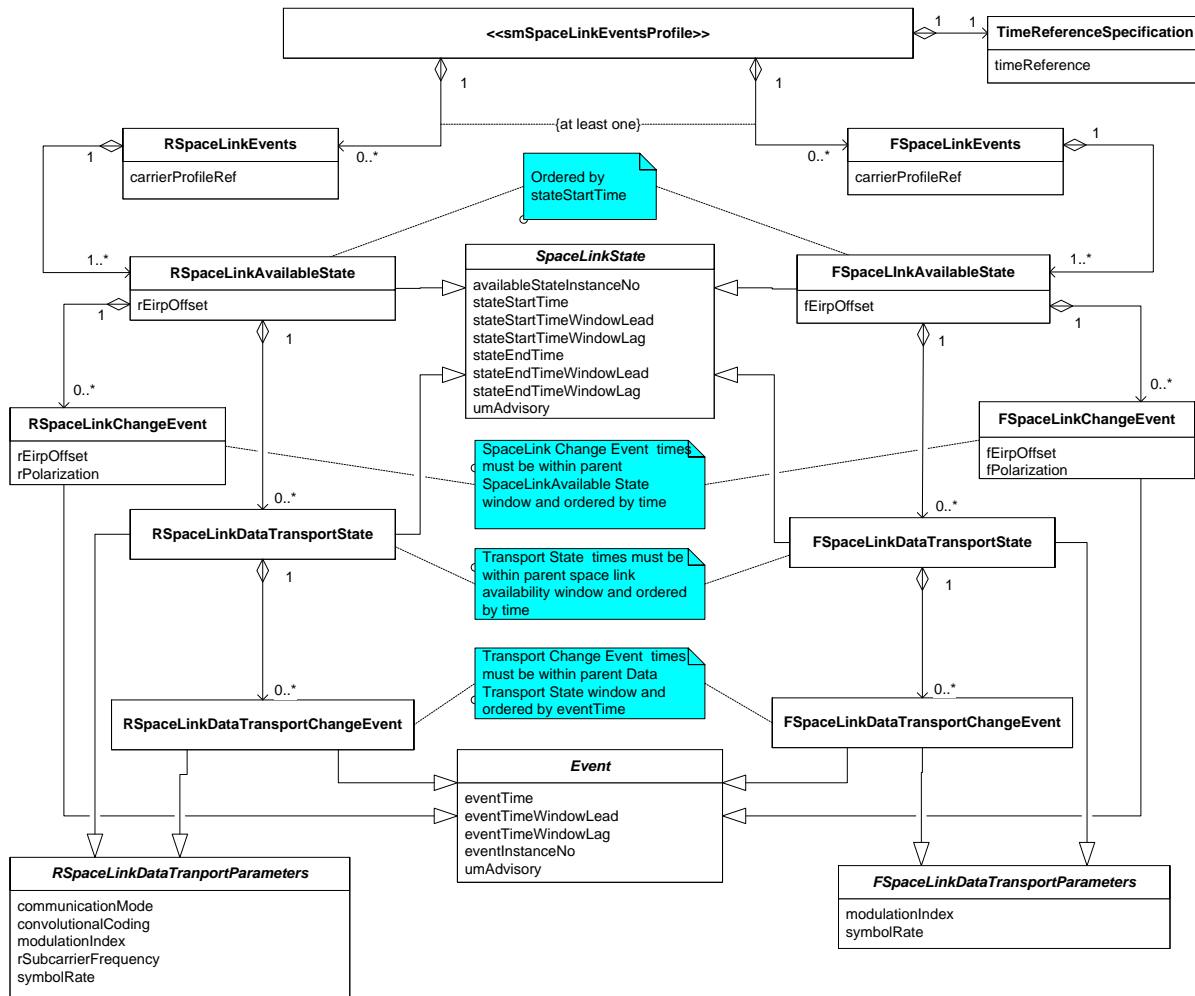 <<smSpaceLinkEventsProfile>>
1
1
TimeReferenceSpecification
timeReference
1
1
{at least one}
RSpaceLinkEvents
carrierProfileRef
1
0..*
FSpaceLinkEvents
carrierProfileRef
1
0..*
Ordered by
stateStartTime
1..*
1..*
RSpaceLinkAvailableState
rEirpOffset
1
1
SpaceLinkState
availableStateInstanceNo
stateStartTime
stateStartTimeWindowLead
stateStartTimeWindowLag
stateEndTime
stateEndTimeWindowLead
stateEndTimeWindowLag
umAdvisory
FSpaceLInkAvailableState
fEirpOffset
1
1
0..*
0..*
RSpaceLinkChangeEvent
rEirpOffset
rPolarization
SpaceLink Change Event  times
must be within parent
SpaceLinkAvailable State
window and ordered by time
FSpaceLinkChangeEvent
fEirpOffset
fPolarization
0..*
0..*
RSpaceLinkDataTransportState
1
Transport State  times must be
within parent space link
availability window and ordered
by time
FSpaceLinkDataTransportState
1
0..*
0..*
RSpaceLinkDataTransportChangeEvent
Transport Change Event  times
must be within parent Data
Transport State window and
ordered by eventTime
FSpaceLinkDataTransportChangeEvent
Event
eventTime
eventTimeWindowLead
eventTimeWindowLag
eventInstanceNo
umAdvisory
RSpaceLinkDataTranportParameters
communicationMode
convolutionalCoding
modulationIndex
rSubcarrierFrequency
symbolRate
FSpaceLinkDataTransportParameters
modulationIndex
symbolRate